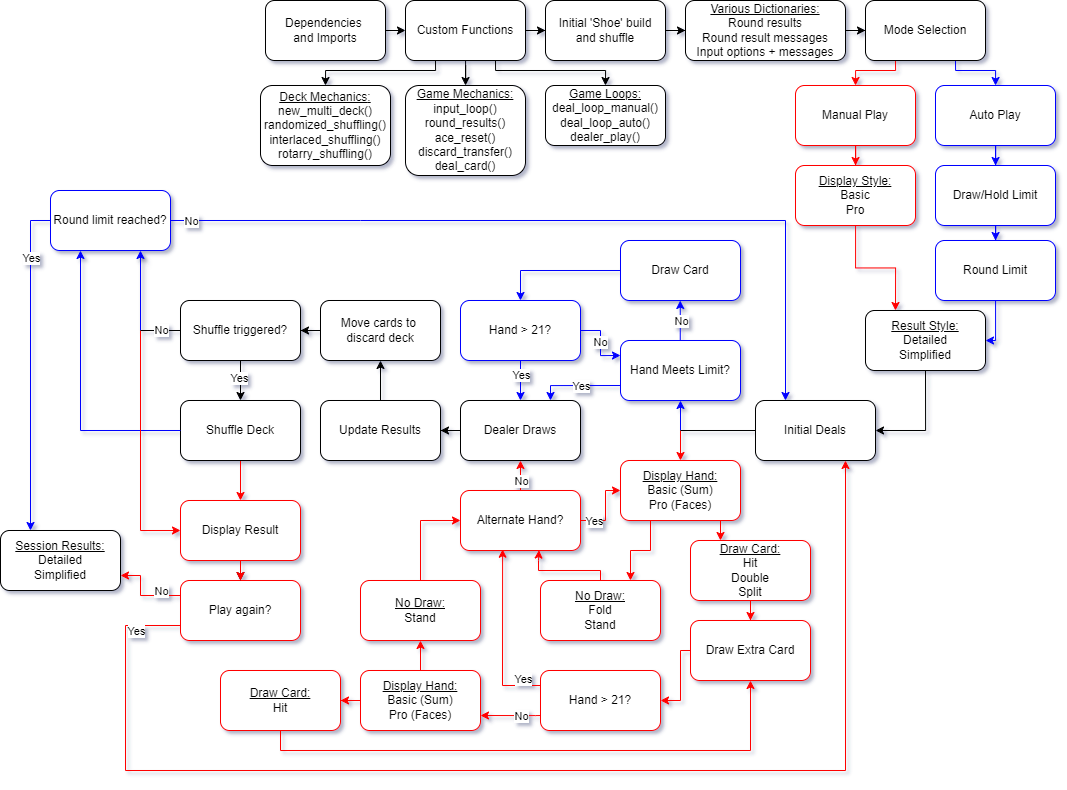 Dependencies
and Imports
Custom Functions
Initial 'Shoe' build
and shuffle
Various Dictionaries:
Round results
Round result messages
Input options + messages
Mode Selection
Deck Mechanics:
new_multi_deck()
randomized_shuffling()
interlaced_shuffling()
rotarry_shuffling()
Game Mechanics:
input_loop()
round_results()
ace_reset()
discard_transfer()
deal_card()
Game Loops:
deal_loop_manual()
deal_loop_auto()
dealer_play()
Manual Play
Auto Play
Display Style:
Basic
Pro
Draw/Hold Limit
Round limit reached?
No
Yes
Draw Card
Round Limit
Shuffle triggered?
No
Yes
Move cards to
discard deck
Hand > 21?
No
Yes
No
Hand Meets Limit?
Yes
Result Style:
Detailed
Simplified
Shuffle Deck
Update Results
Dealer Draws
Initial Deals
No
Display Hand:
Basic (Sum)
Pro (Faces)
Alternate Hand?
Yes
Display Result
Session Results:
Detailed
Simplified
No
Play again?
Yes
No Draw:
Stand
No Draw:
Fold
Stand
Draw Card:
Hit
Double
Split
Draw Extra Card
Draw Card:
Hit
Display Hand:
Basic (Sum)
Pro (Faces)
Yes
No
Hand > 21?